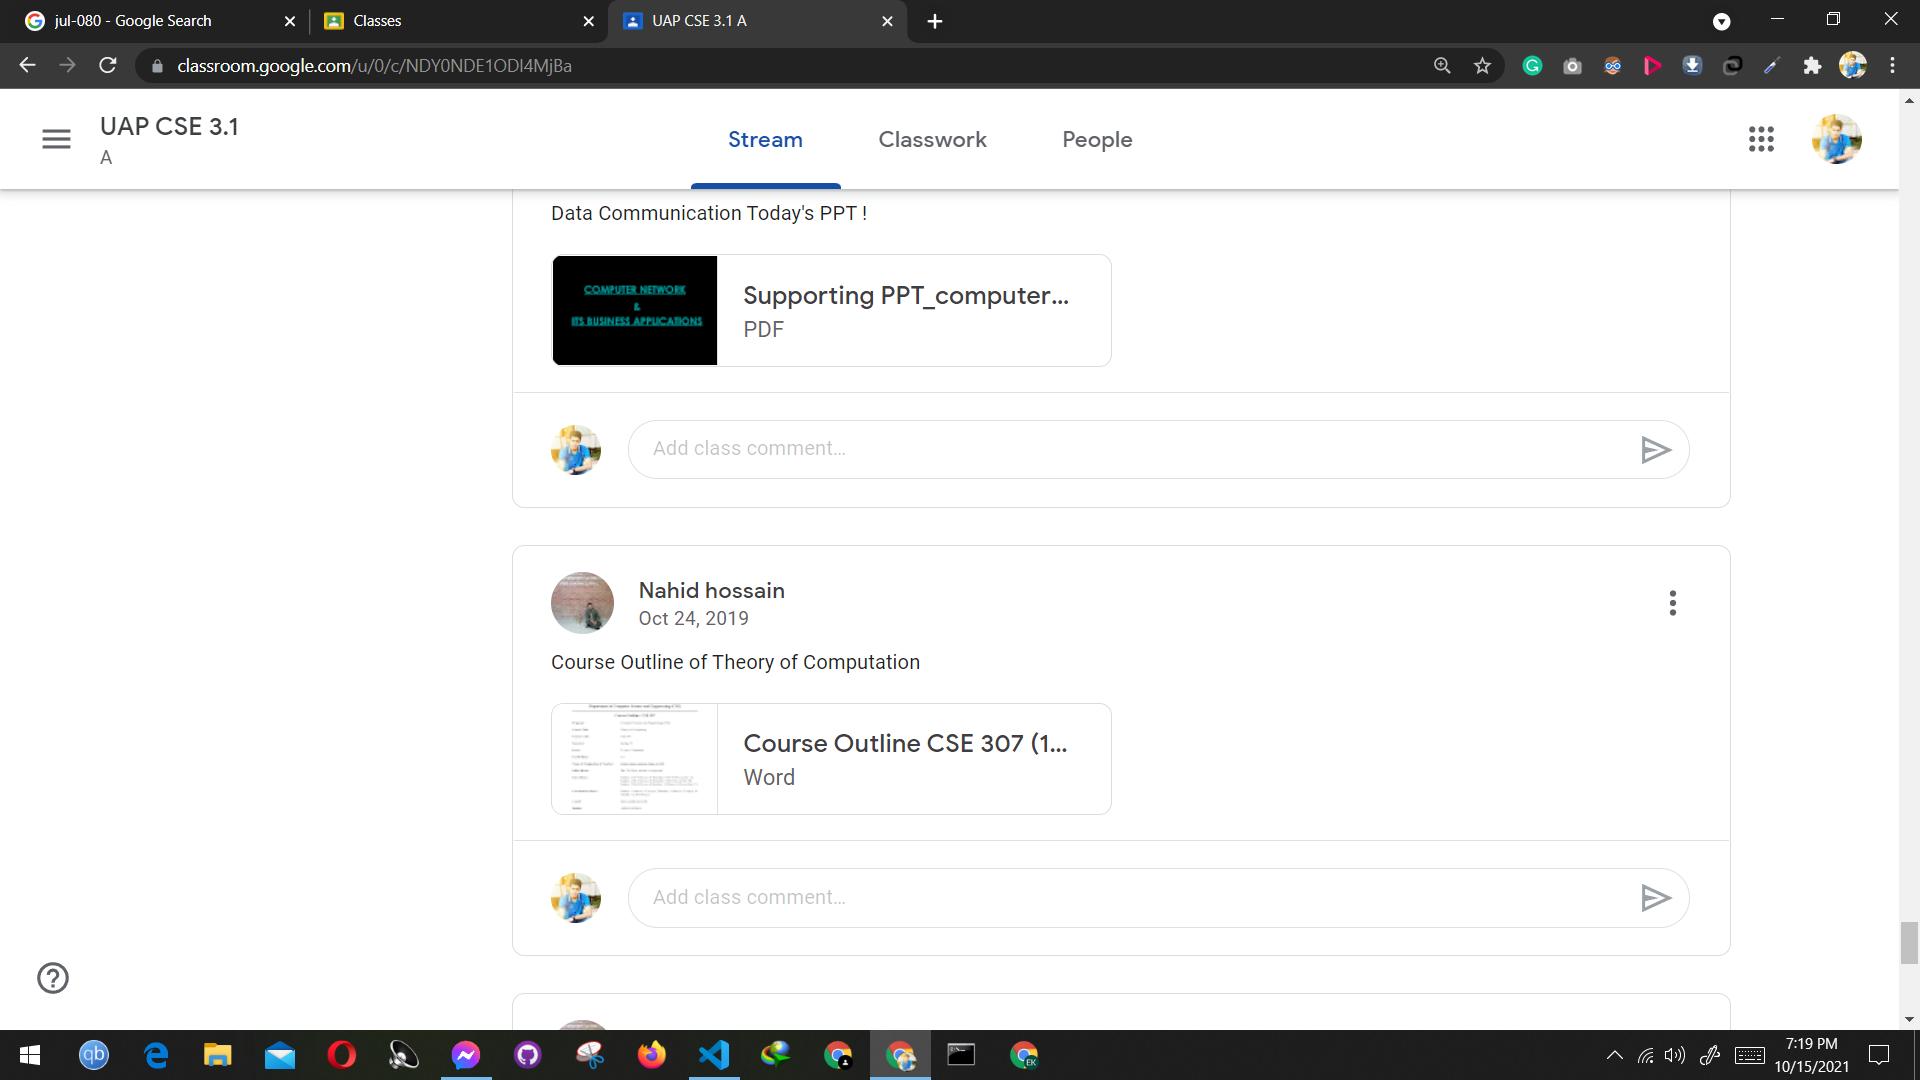 jul-080 - Google Search
Classes
UAP CSE 3.1 A
classroom.google.com/u/0/c/NDY0NDE1ODI4MjBa
UAP CSE 3.1
A
Stream
Classwork
People
Data Communication Today's PPT !
COMPUTER NETWORK
&
ITS BUSINESS APPLICATIONS
Supporting PPT_computer...
PDF
Add class comment...
Nahid hossain
Oct 24, 2019
Course Outline of Theory of Computation
Course Outline CSE 307 (1...
Word
Add class comment...
qb
EK
7:19 PM
10/15/2021